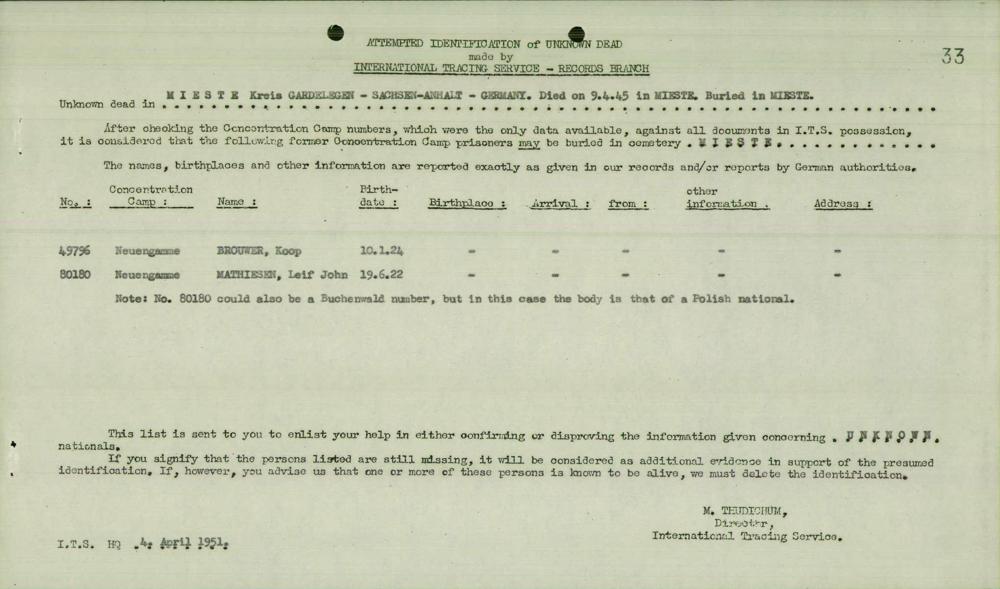 ATTEMPTED IDENTIFICATION of UNKNOWN DEAD
33
made by
INTERNATIONAL TRACING SERVICE - RECORDS BRANCH
Unknown dead in M I E S T E Kreis GARDELEGEN - SACHSEN-ANHALT - GERMANY. Died on 9.4.45 in MIESTE. Buried in MIESTE.
After checking the Concentration Camp numbers, which were the only data available, against all documents in I.T.S. possession,
it is considered that the following former Concentration Camp prisoners may be buried in cemetery . M I E S T E . . . . . . . . . . . . .
The names, birthplaces and other information are reported exactly as given in our records and/or reports by German authorities.
No. : Concentration Camp : Name : Birth-date : Birthplace : Arrival : from : other information . Address :
49796 Neuengamme BROUWER, Koop 10.1.24 - - - - -
80180 Neuengamme MATHIESEN, Leif John 19.6.22 - - - - -
Note: No. 80180 could also be a Buchenwald number, but in this case the body is that of a Polish national.
This list is sent to you to enlist your help in either confirming or disproving the information given concerning . U N K N O W N .
nationals.
If you signify that the persons listed are still missing, it will be considered as additional evidence in support of the presumed
identification. If, however, you advise us that one or more of these persons is known to be alive, we must delete the identification.
M. THUDICHUM,
Director,
International Tracing Service.
I.T.S. HQ .4. April 1951.